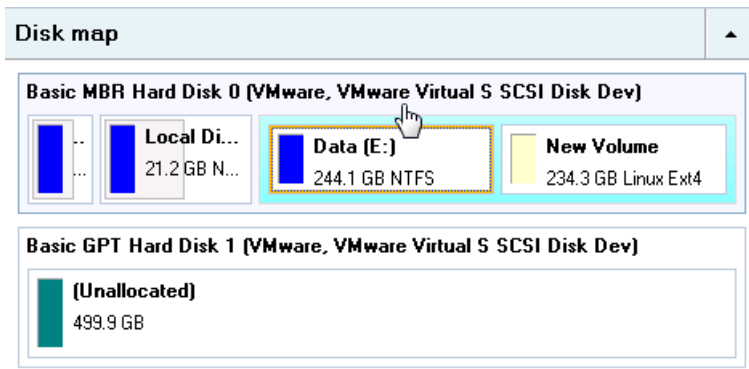 Disk map
Basic MBR Hard Disk 0 (VMware, VMware Virtual S SCSI Disk Dev)
..
...
Local Di...
21.2 GB N...
Data (E:)
244.1 GB NTFS
New Volume
234.3 GB Linux Ext4
Basic GPT Hard Disk 1 (VMware, VMware Virtual S SCSI Disk Dev)
(Unallocated)
499.9 GB